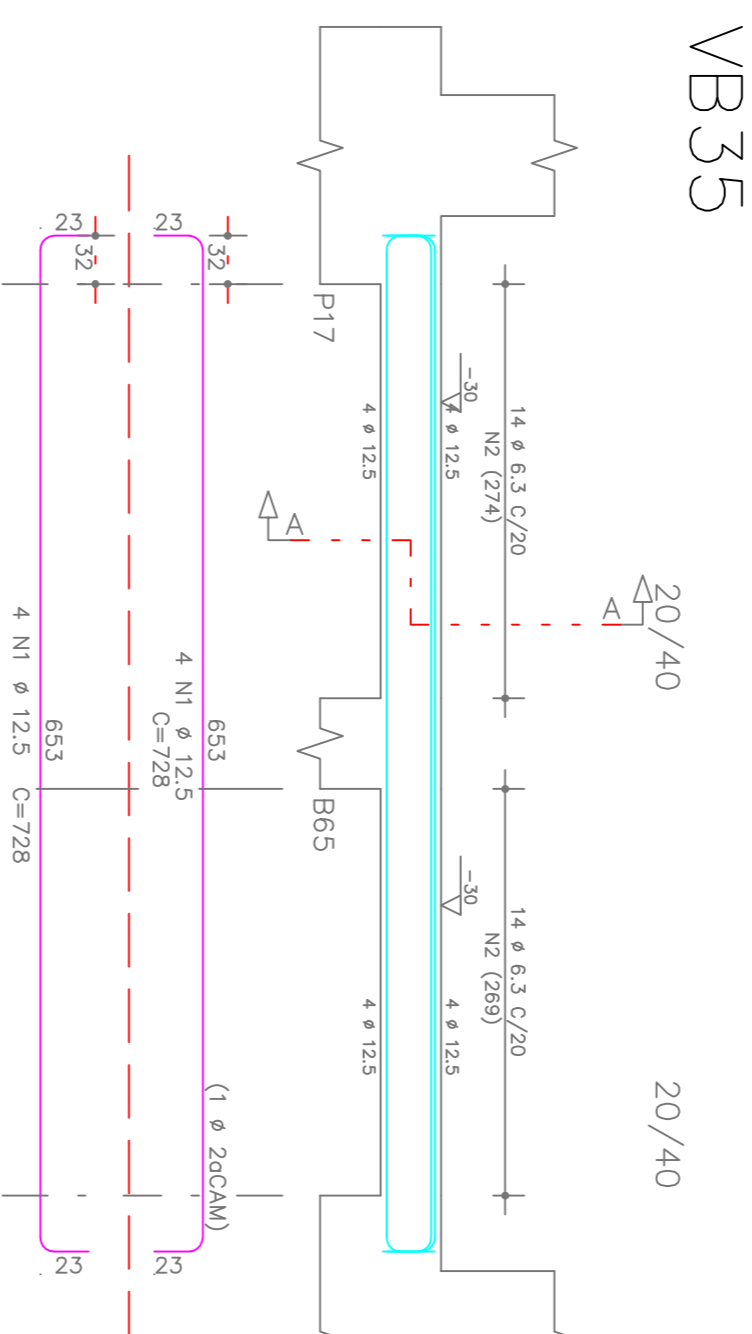 VB35
20/40
20/40
A
14 ø 6.3 C/20
N2 (274)
14 ø 6.3 C/20
N2 (269)
-30
-30
4 ø 12.5
4 ø 12.5
4 ø 12.5
4 ø 12.5
A
P17
B65
32
23
653
4 N1 ø 12.5
C=728
(1 ø 2aCAM)
23
32
23
653
4 N1 ø 12.5 C=728
23